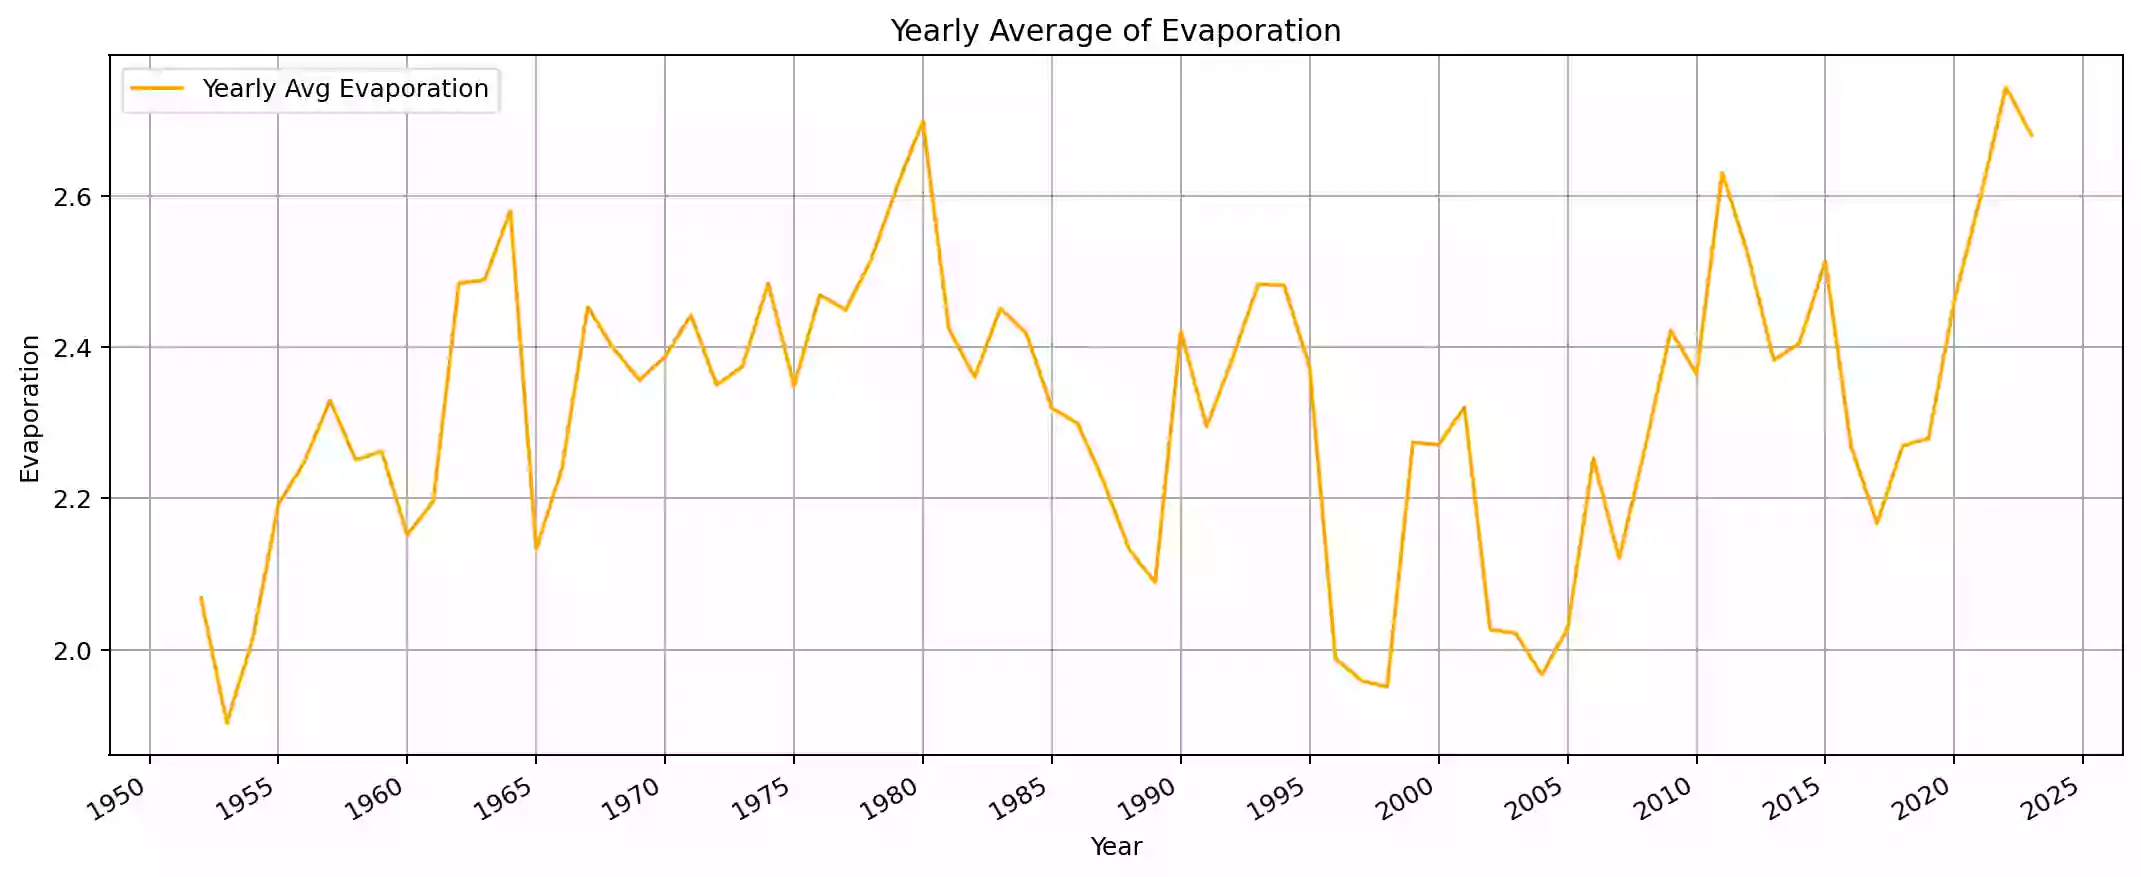 Yearly Average of Evaporation
Yearly Avg Evaporation
2.6
2.4
2.2
2.0
Evaporation
1950 1955 1960 1965 1970 1975 1980 1985 1990 1995 2000 2005 2010 2015 2020 2025
Year